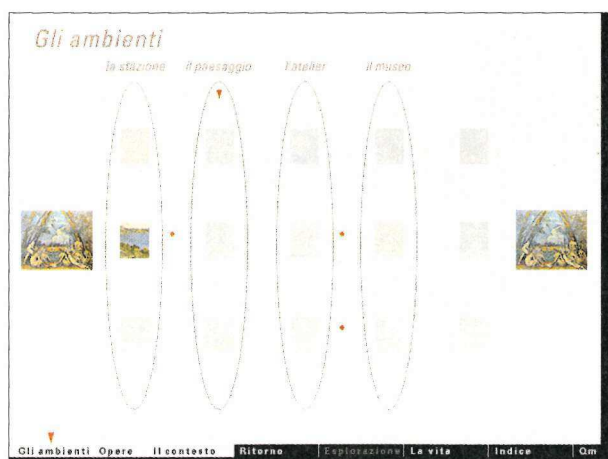 Gli ambienti
la stazione il paesaggio l'atelier il museo
Gli ambienti Opere Il contesto Ritorno Esplorazione La vita Indice Qm